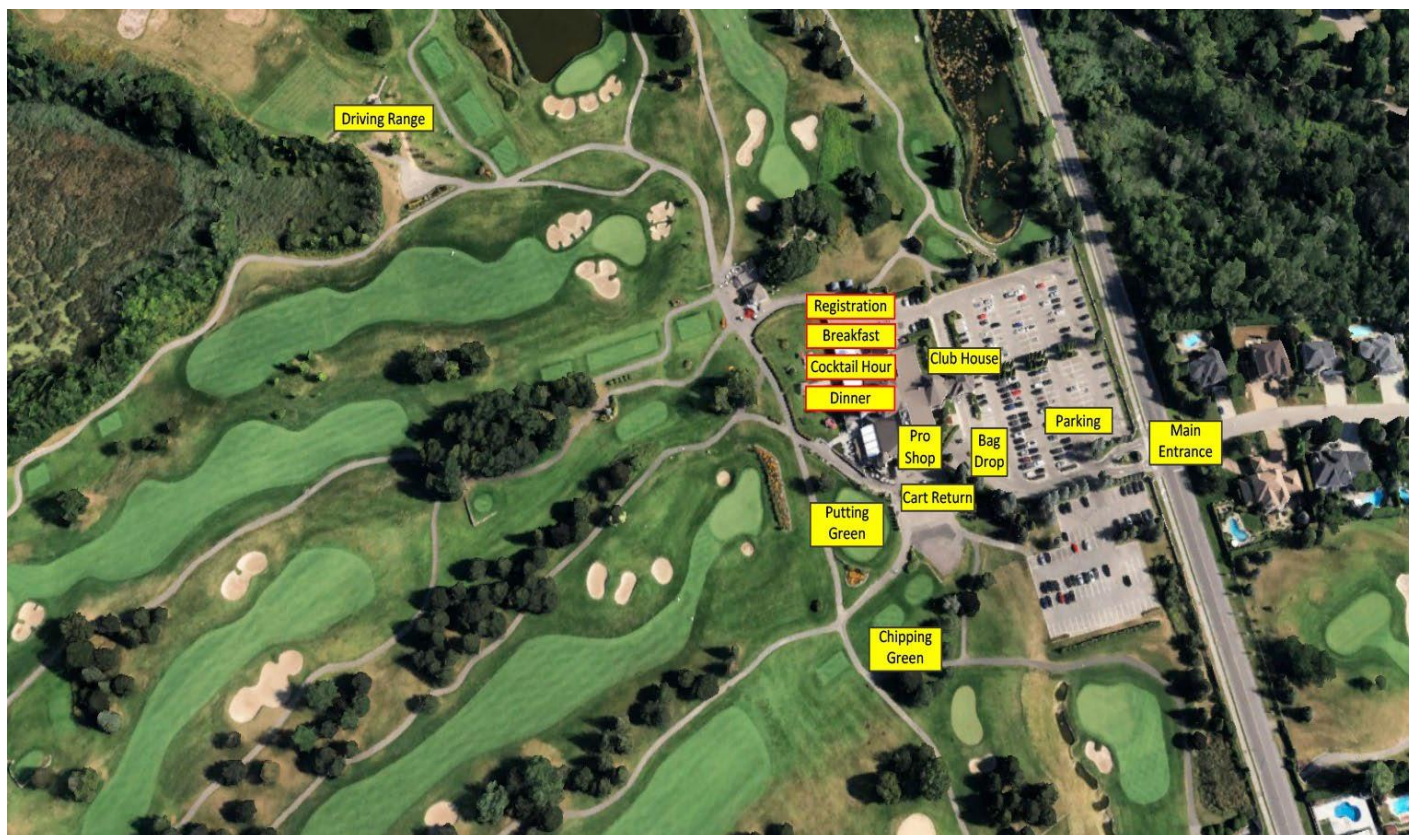 Driving Range
Registration
Breakfast
Cocktail Hour
Dinner
Club House
Parking
Main
Entrance
Pro
Shop
Bag
Drop
Cart Return
Putting
Green
Chipping
Green